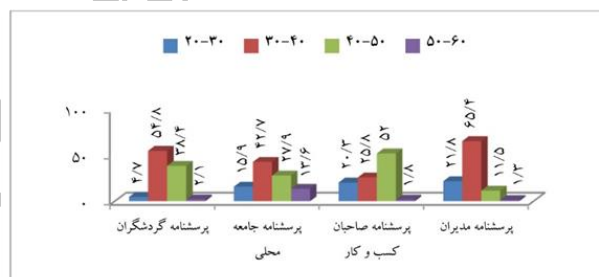 ۲۰-۳۰ ۳۰-۴۰ ۴۰-۵۰ ۵۰-۶۰
۱۰۰
۵۰
۰
۴/۷ ۵۴/۸ ۳۸/۴ ۲/۱
۱۵/۹ ۴۲/۷ ۲۷/۹ ۱۳/۶
۲۰/۳ ۲۵/۸ ۵۲ ۱/۸
۲۱/۸ ۶۵/۴ ۱۱/۵ ۱/۳
پرسشنامه گردشگران
پرسشنامه جامعه
محلی
پرسشنامه صاحبان
کسب و کار
پرسشنامه مدیران